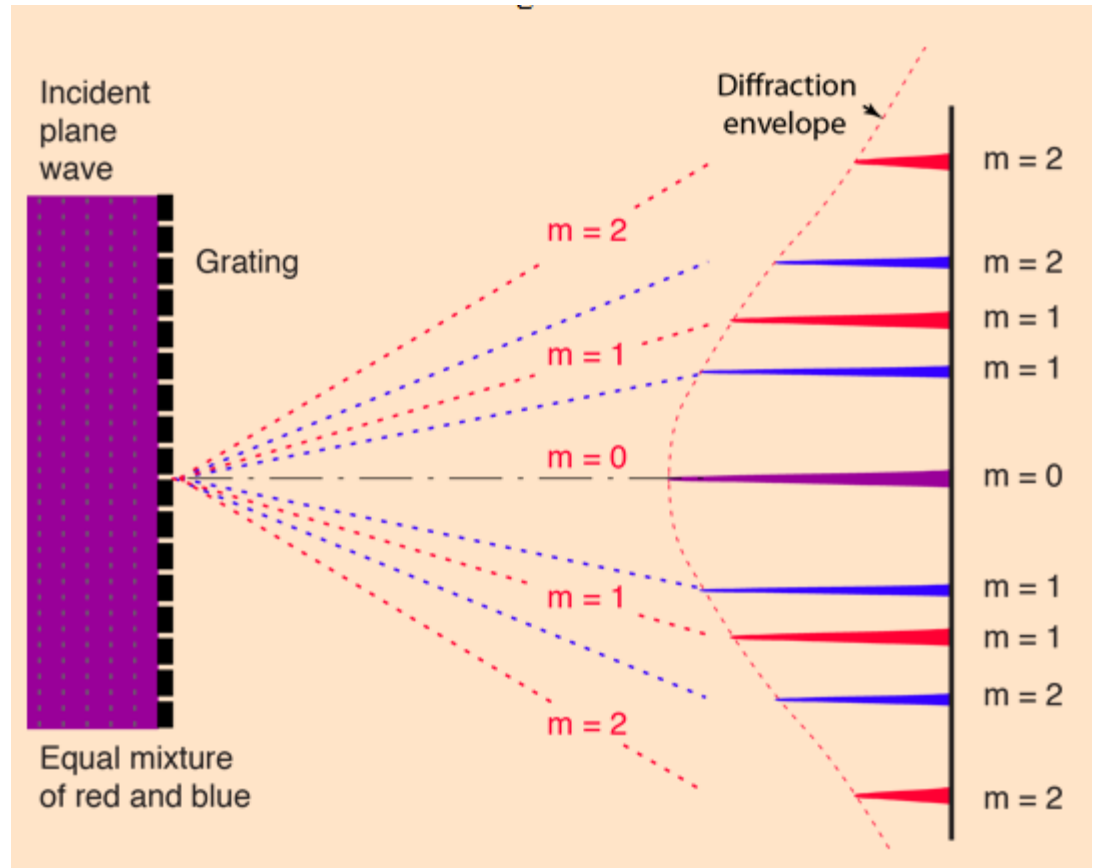 Incident
plane
wave
Grating
Equal mixture
of red and blue
m = 2
m = 1
m = 0
m = 1
m = 2
Diffraction
envelope
m = 2
m = 2
m = 1
m = 1
m = 0
m = 1
m = 1
m = 2
m = 2